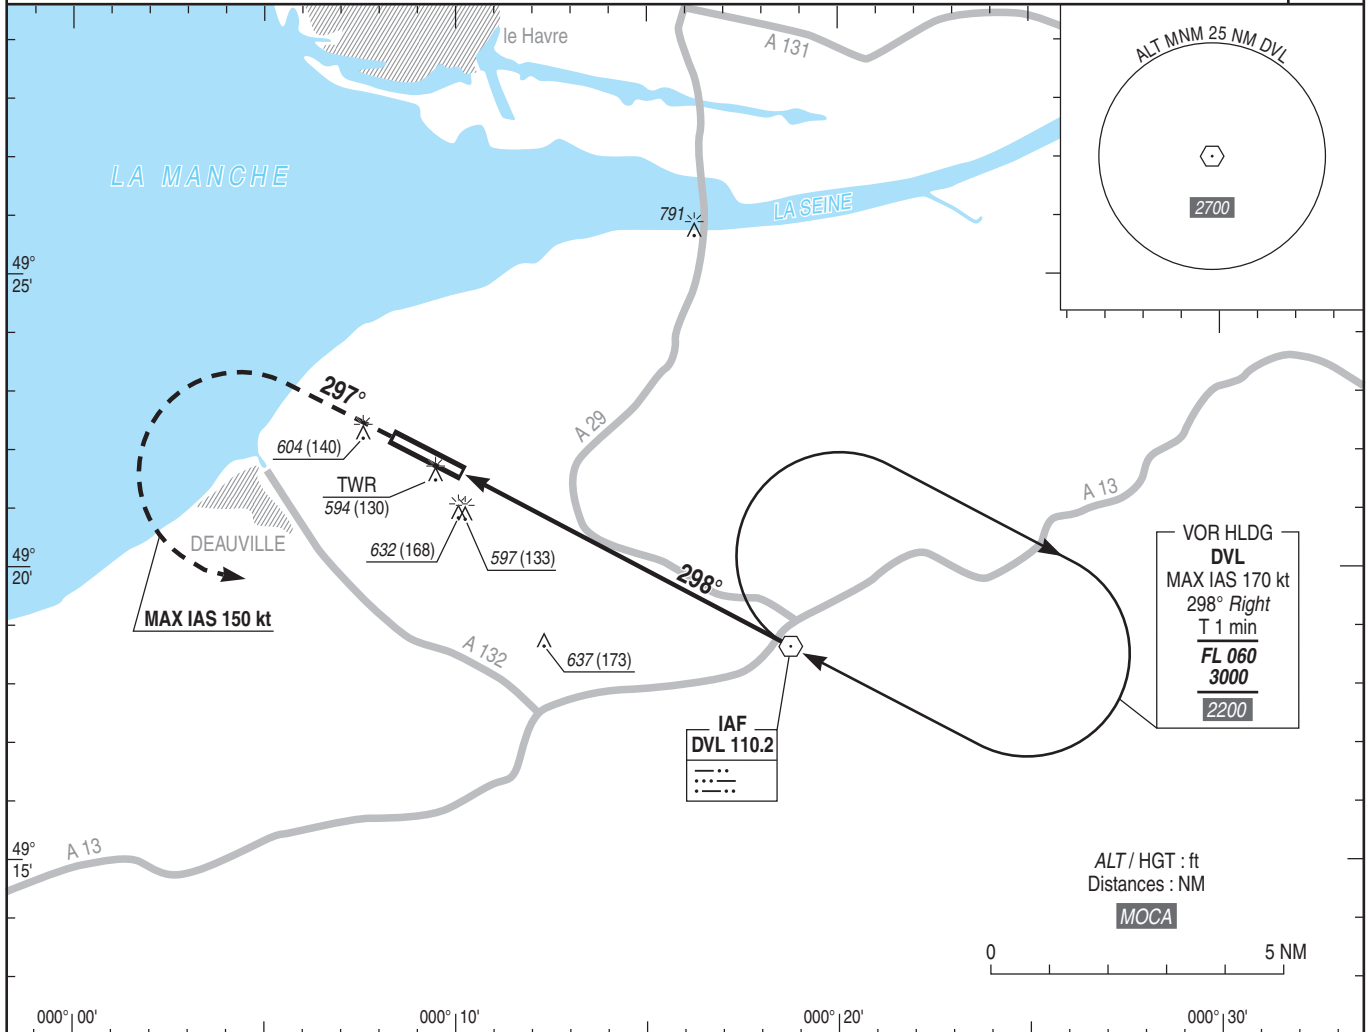 le Havre
A 131
ALT MNM 25 NM DVL
LA MANCHE
2700
LA SEINE
791
49°
25'
297°
604 (140)
A 29
TWR
594 (130)
A 13
632 (168)
597 (133)
DEAUVILLE
49°
20'
298°
VOR HLDG
DVL
MAX IAS 170 kt
298° Right
T 1 min
FL 060
3000
2200
MAX IAS 150 kt
A 132
637 (173)
IAF
DVL 110.2
A 13
49°
15'
ALT / HGT : ft
Distances : NM
MOCA
0 5 NM
000° 00' 000° 10' 000° 20' 000° 30'